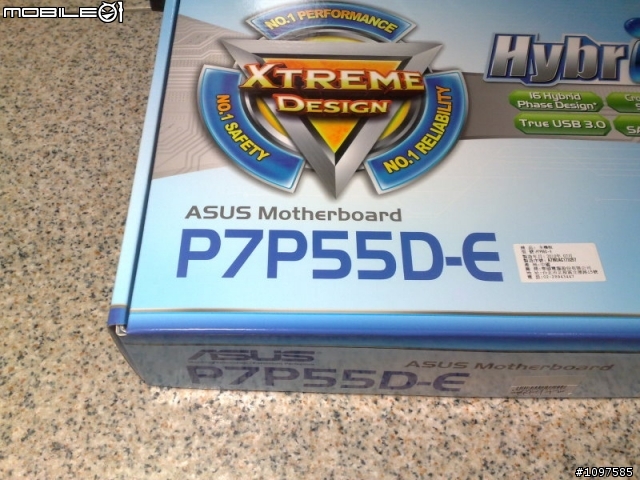 MOBILE01
NO.1 PERFORMANCE
XTREME
DESIGN
NO.1 SAFETY
NO.1 RELIABILITY
Hybr
16 Hybrid
Phase Design*
True USB 3.0
ASUS Motherboard
P7P55D-E
ASUS
ASUS Motherboard
P7P55D-E
#1097585